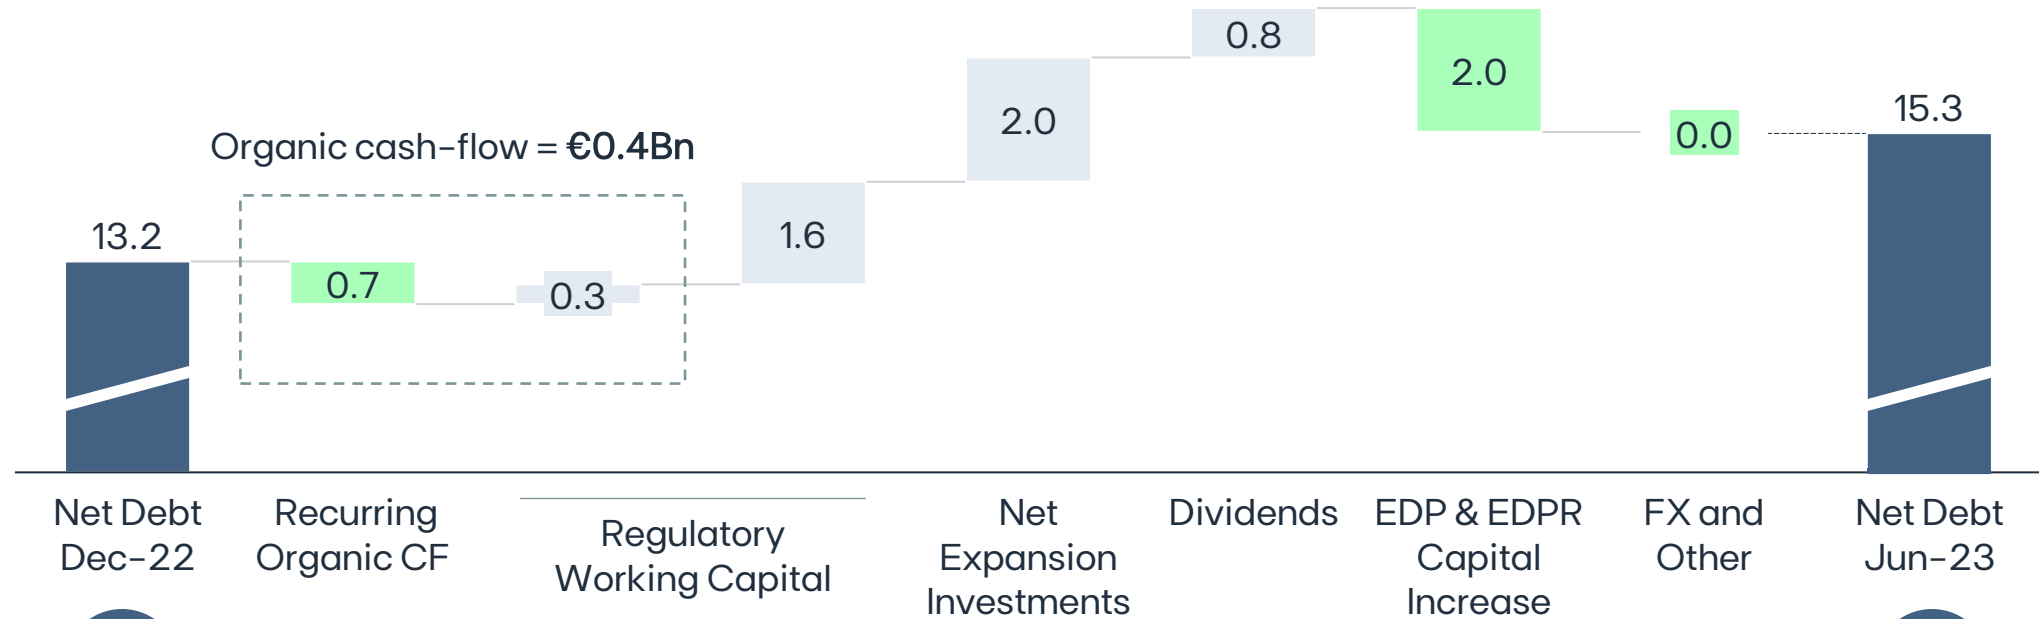 0.8
2.0
2.0
15.3
0.0
Organic cash-flow = €0.4Bn
13.2
1.6
0.7
0.3
Net Debt
Dec-22
Recurring
Organic CF
Regulatory
Working Capital
Net
Expansion
Investments
Dividends
EDP & EDPR
Capital
Increase
FX and
Other
Net Debt
Jun-23